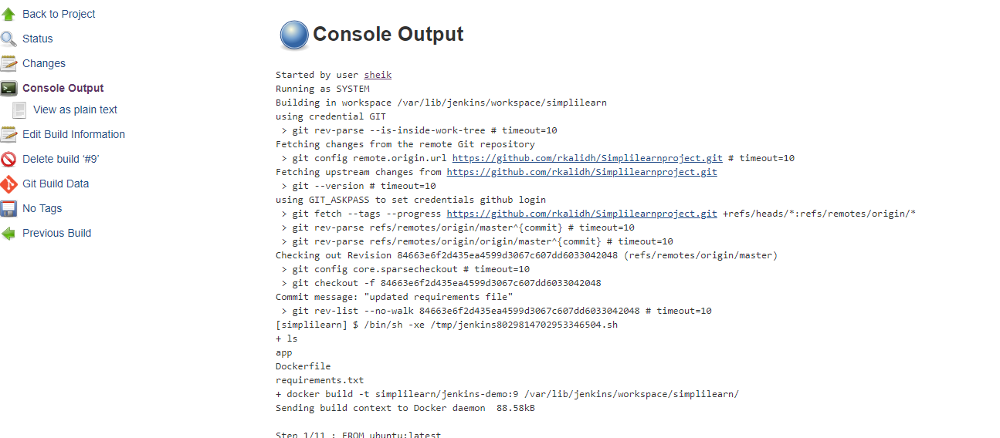 Back to Project
Status
Changes
Console Output
View as plain text
Edit Build Information
Delete build ‘#9’
Git Build Data
No Tags
Previous Build
Console Output
Started by user sheik
Running as SYSTEM
Building in workspace /var/lib/jenkins/workspace/simplilearn
using credential GIT
 > git rev-parse --is-inside-work-tree # timeout=10
Fetching changes from the remote Git repository
 > git config remote.origin.url https://github.com/rkalidh/Simplilearnproject.git # timeout=10
Fetching upstream changes from https://github.com/rkalidh/Simplilearnproject.git
 > git --version # timeout=10
using GIT_ASKPASS to set credentials github login
 > git fetch --tags --progress https://github.com/rkalidh/Simplilearnproject.git +refs/heads/*:refs/remotes/origin/*
 > git rev-parse refs/remotes/origin/master^{commit} # timeout=10
 > git rev-parse refs/remotes/origin/origin/master^{commit} # timeout=10
Checking out Revision 84663e6f2d435ea4599d3067c607dd6033042048 (refs/remotes/origin/master)
 > git config core.sparsecheckout # timeout=10
 > git checkout -f 84663e6f2d435ea4599d3067c607dd6033042048
Commit message: "updated requirements file"
 > git rev-list --no-walk 84663e6f2d435ea4599d3067c607dd6033042048 # timeout=10
[simplilearn] $ /bin/sh -xe /tmp/jenkins8029814702953346504.sh
+ ls
app
Dockerfile
requirements.txt
+ docker build -t simplilearn/jenkins-demo:9 /var/lib/jenkins/workspace/simplilearn/
Sending build context to Docker daemon  88.58kB
Step 1/11 : FROM ubuntu:latest